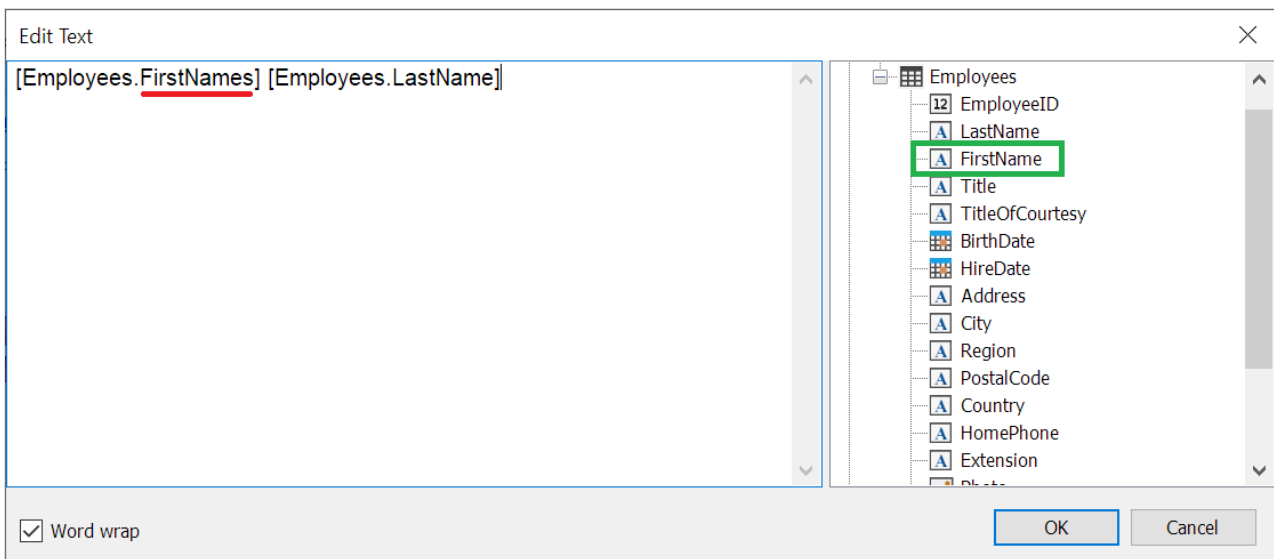 Edit Text
[Employees.FirstNames] [Employees.LastName]
Employees
12 EmployeeID
A LastName
A FirstName
A Title
A TitleOfCourtesy
BirthDate
HireDate
A Address
A City
A Region
A PostalCode
A Country
A HomePhone
A Extension
Word wrap
OK
Cancel